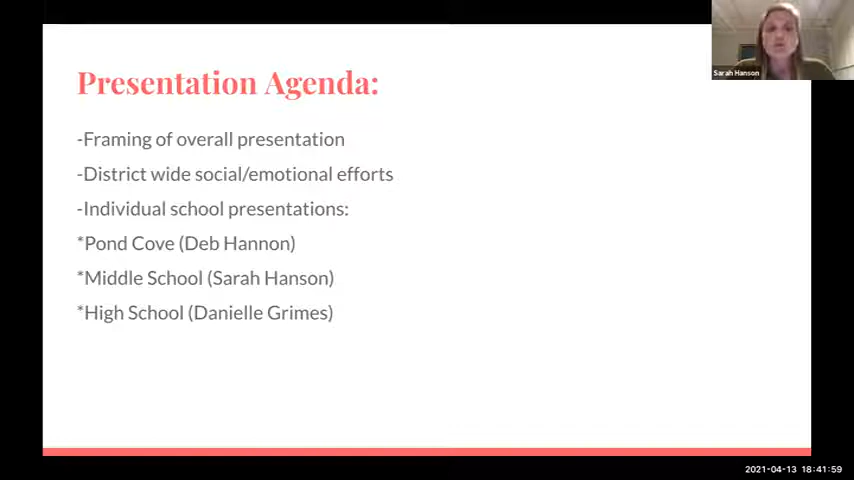 Presentation Agenda:
-Framing of overall presentation
-District wide social/emotional efforts
-Individual school presentations:
*Pond Cove (Deb Hannon)
*Middle School (Sarah Hanson)
*High School (Danielle Grimes)
Sarah Hanson
2021-04-13 18:41:59